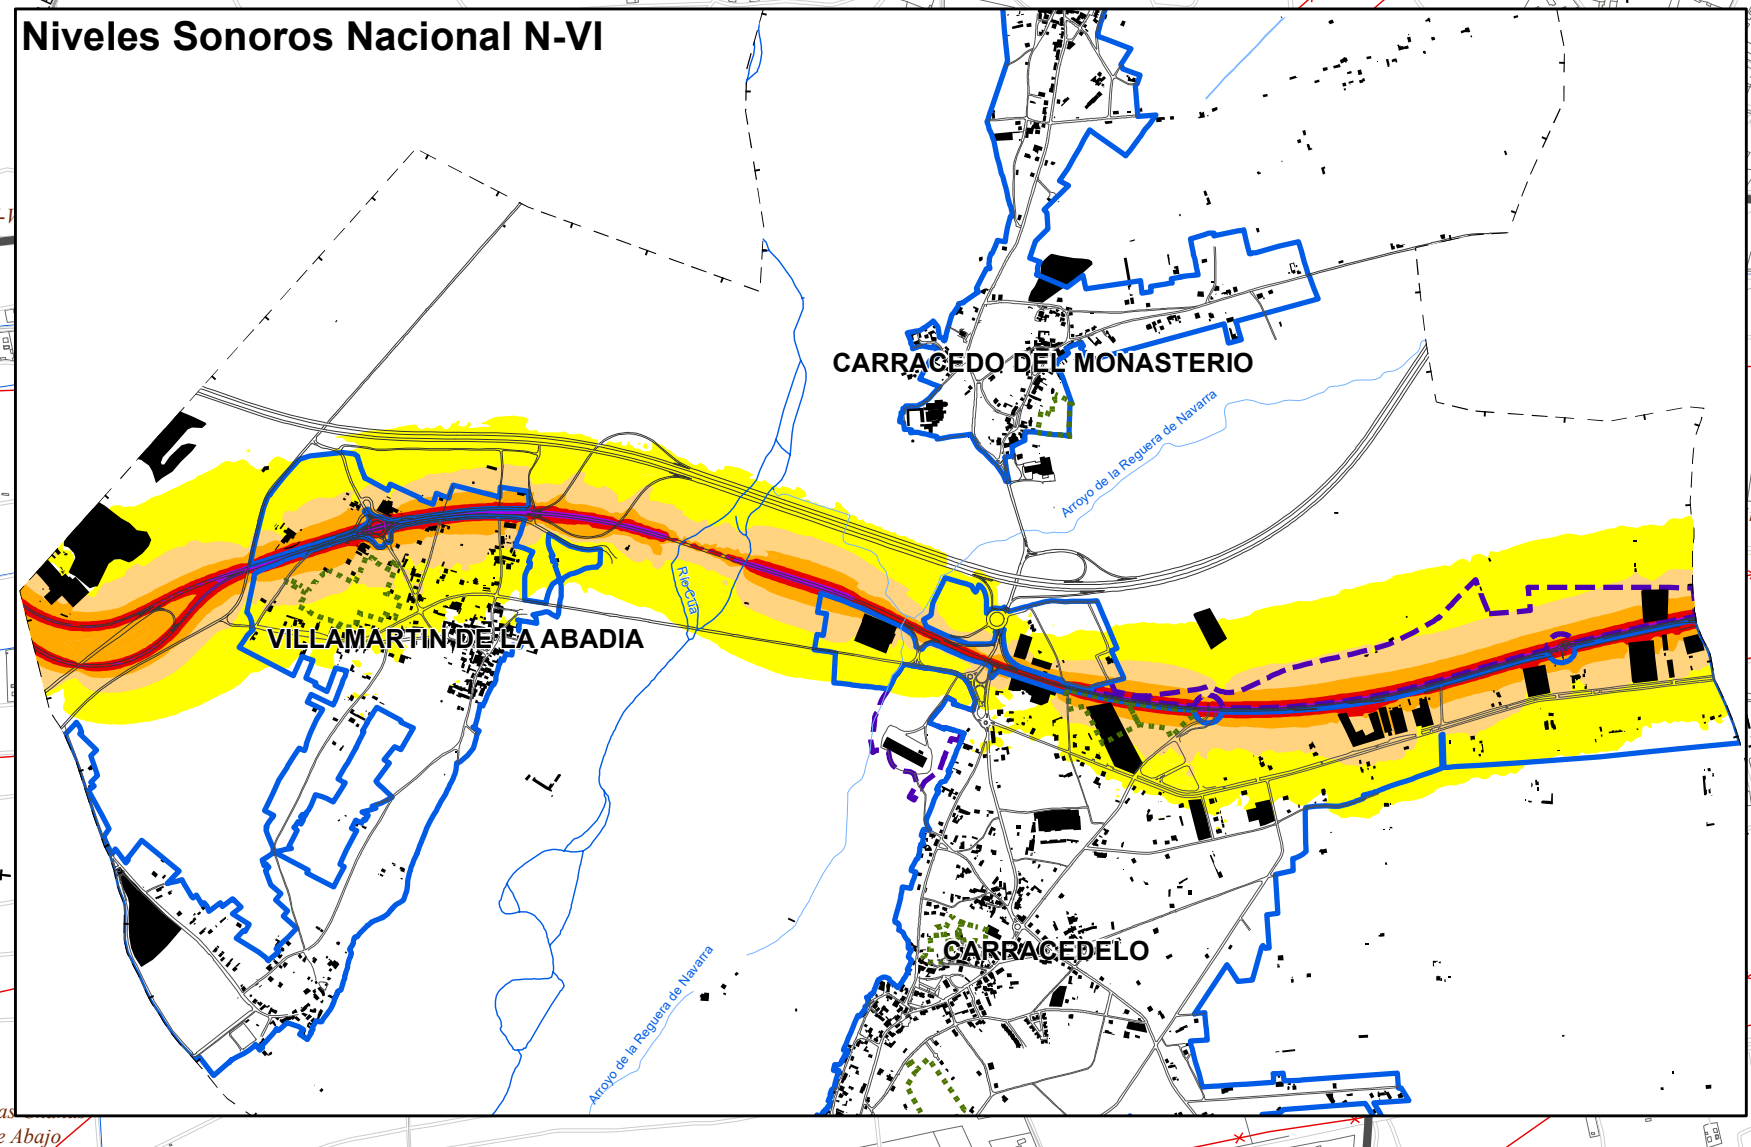 Niveles Sonoros Nacional N-VI
CARRACEDO DEL MONASTERIO
Arroyo de la Reguera de Navarra
Río Cúa
VILLAMARTIN DE LA ABADIA
CARRACEDELO
Arroyo de la Reguera de Navarra
e Abajo